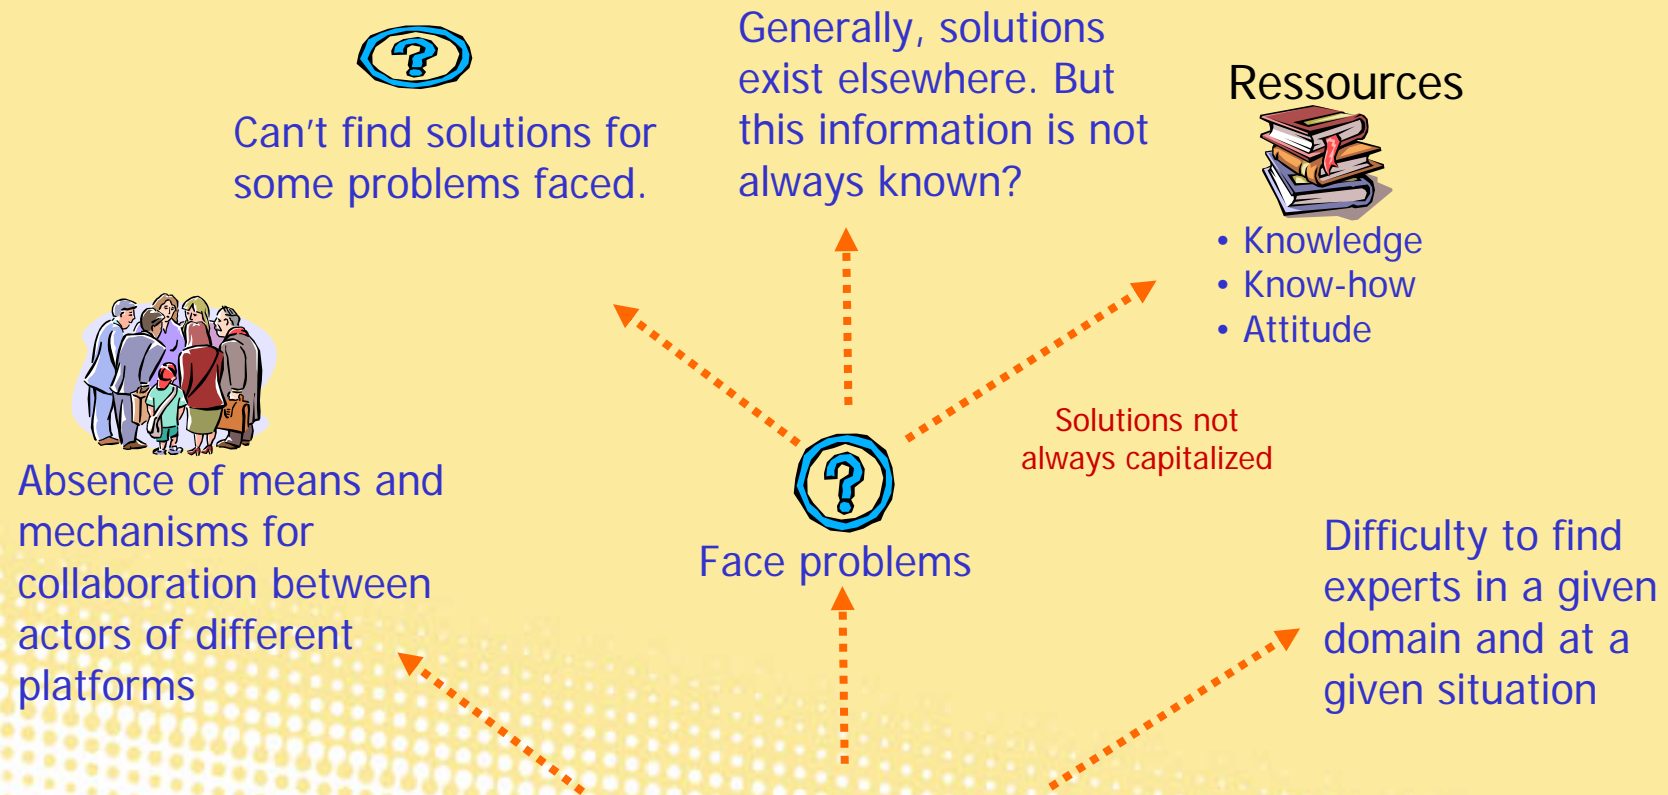 ?
Can't find solutions for
some problems faced.
Generally, solutions
exist elsewhere. But
this information is not
always known?
Ressources
• Knowledge
• Know-how
• Attitude
Solutions not
always capitalized
?
Face problems
Absence of means and
mechanisms for
collaboration between
actors of different
platforms
Difficulty to find
experts in a given
domain and at a
given situation